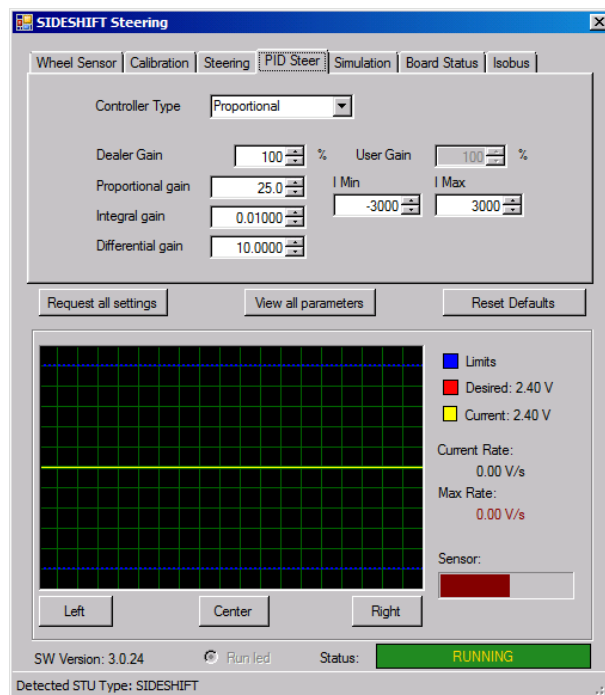 SIDESHIFT Steering
Wheel Sensor Calibration Steering PID Steer Simulation Board Status Isobus
Controller Type Proportional
Dealer Gain 100 % User Gain 100 %
Proportional gain 25.0 I Min I Max
-3000 3000
Integral gain 0.01000
Differential gain 10.0000
Request all settings View all parameters Reset Defaults
Limits
Desired: 2.40 V
Current: 2.40 V
Current Rate:
0.00 V/s
Max Rate:
0.00 V/s
Sensor:
Left Center Right
SW Version: 3.0.24 Run led Status: RUNNING
Detected STU Type: SIDESHIFT